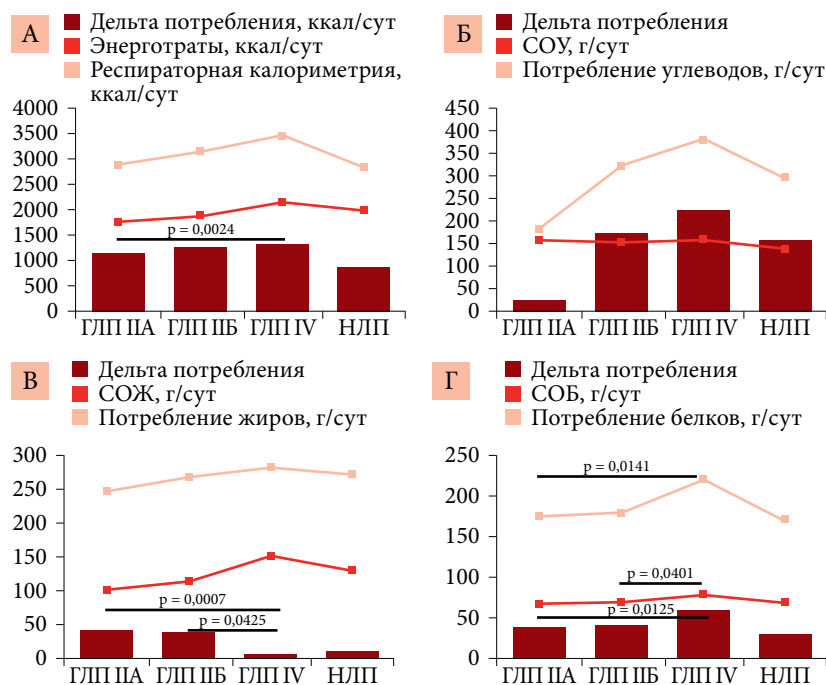 А
Дельта потребления, ккал/сут
Энерготраты, ккал/сут
Респираторная калориметрия,
ккал/сут
4000
3500
3000
2500
2000
1500
1000
500
0
p = 0,0024
ГЛП IIА ГЛП IIБ ГЛП IV НЛП
Б
Дельта потребления
СОУ, г/сут
Потребление углеводов, г/сут
450
400
350
300
250
200
150
100
50
0
ГЛП IIА ГЛП IIБ ГЛП IV НЛП
В
Дельта потребления
СОЖ, г/сут
Потребление жиров, г/сут
300
250
200
150
100
50
0
p = 0,0007
p = 0,0425
ГЛП IIА ГЛП IIБ ГЛП IV НЛП
Г
Дельта потребления
СОБ, г/сут
Потребление белков, г/сут
250
200
150
100
50
0
p = 0,0141
p = 0,0401
p = 0,0125
ГЛП IIА ГЛП IIБ ГЛП IV НЛП